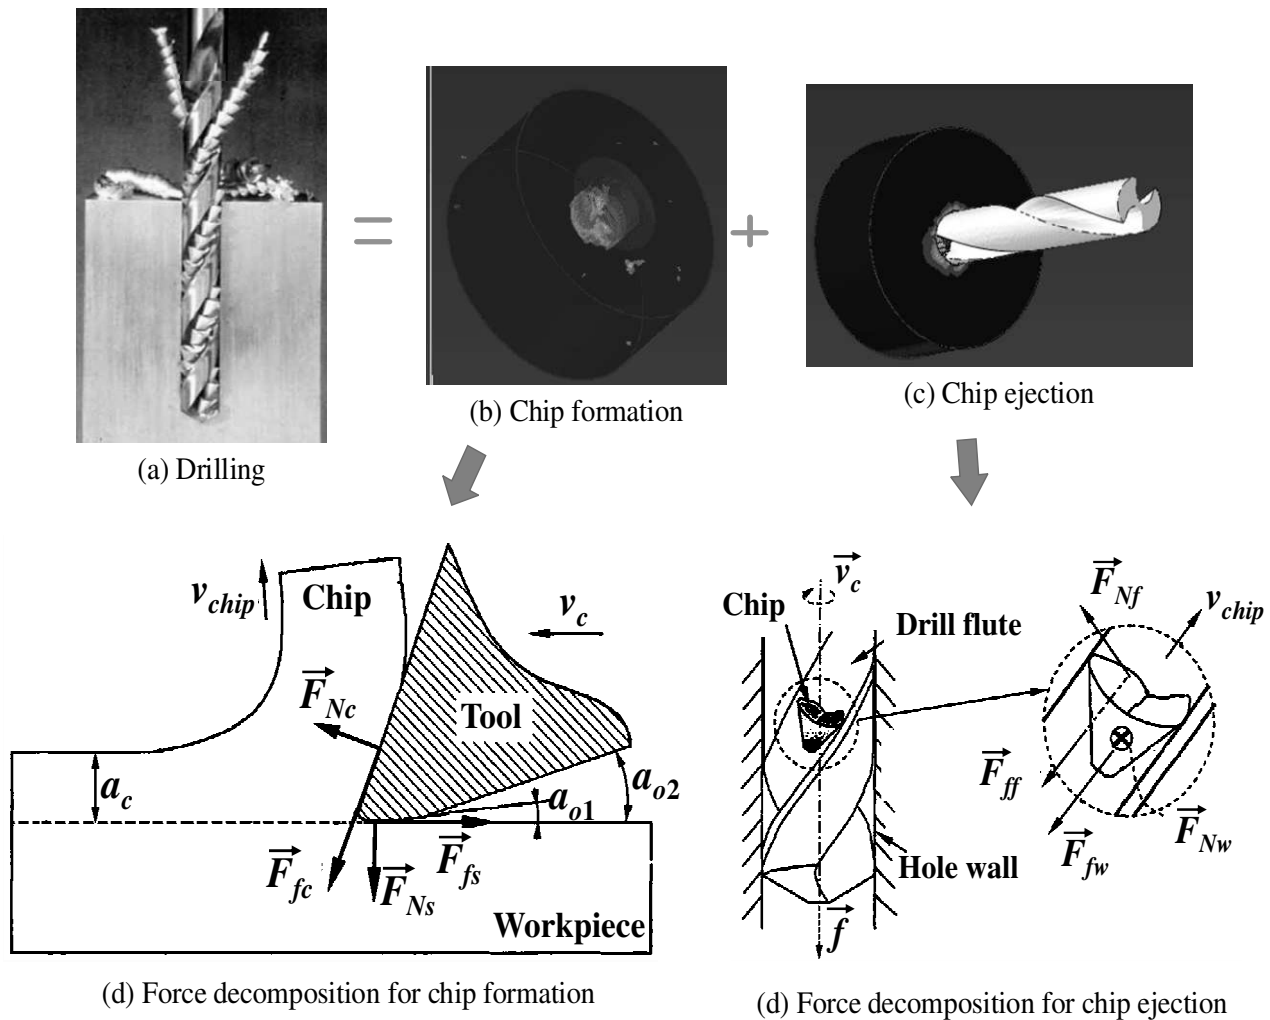 =
+
(a) Drilling
(b) Chip formation
(c) Chip ejection
v_chip
Chip
v_c
F_Nc
Tool
a_c
a_o1
a_o2
F_fc
F_Ns
F_fs
Workpiece
(d) Force decomposition for chip formation
v_c
Chip
Drill flute
Hole wall
f
F_Nf
v_chip
F_ff
F_fw
F_Nw
(d) Force decomposition for chip ejection